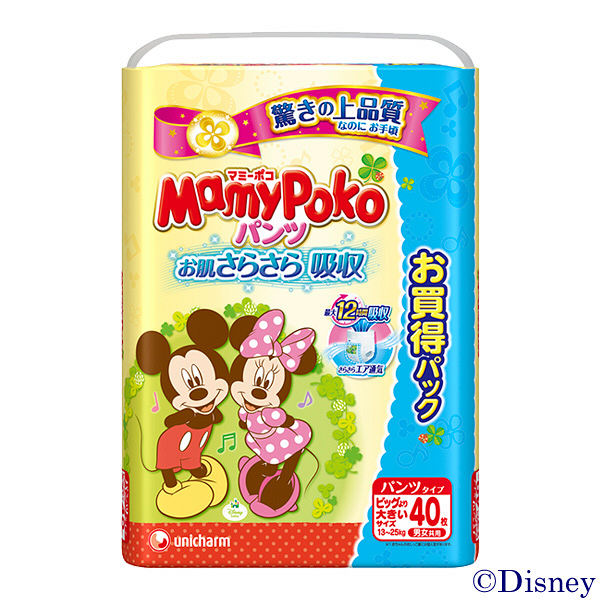 驚きの上品質
なのに お手頃
マミーポコ
MamyPoko
パンツ
お肌さらさら 吸収
最大12時間吸収
さらさらエア通気
お買得パック
パンツタイプ
ビッグより
大きい
サイズ
13~25kg
40枚
男女共用
Disney
unicharm
©Disney